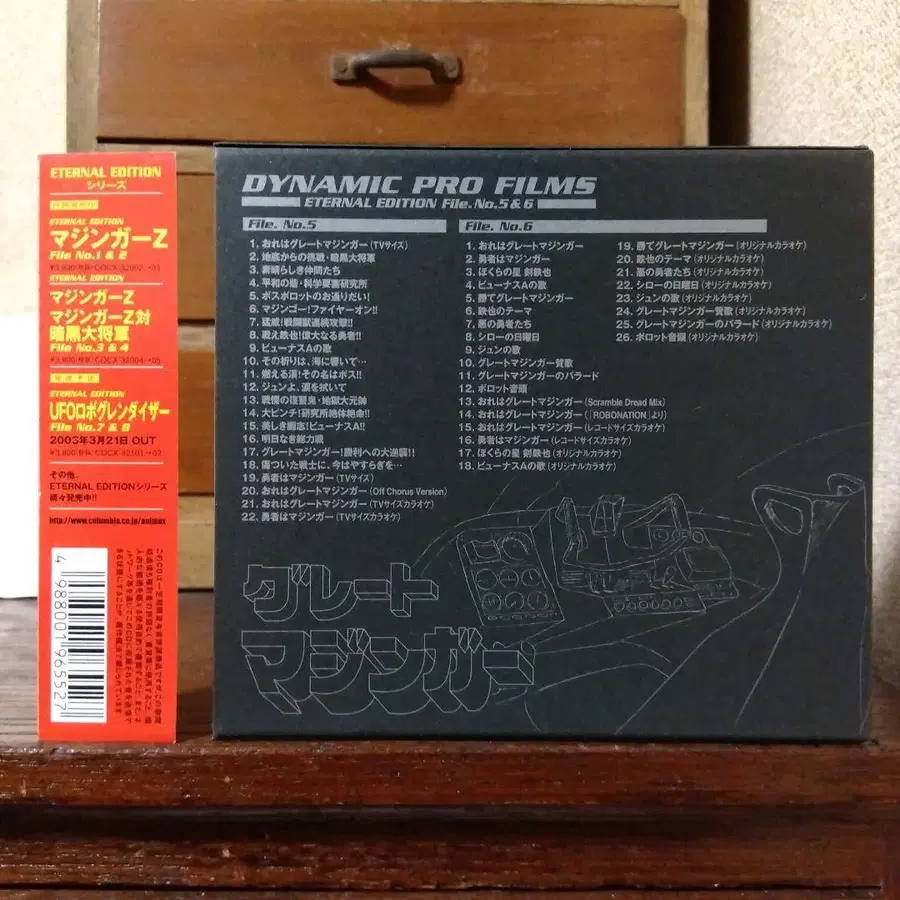 ETERNAL EDITION
シリーズ
ETERNAL EDITION
マジンガーZ
File No.1 & 2
ETERNAL EDITION
マジンガーZ
マジンガーZ対
暗黒大将軍
File No.3 & 4
ETERNAL EDITION
UFOロボグレンダイザー
File No.7 & 8
2003年3月21日 OUT
その他、
ETERNAL EDITIONシリーズ
続々発売中!!
http://www.columbia.co.jp/animex
4 988001 965527
DYNAMIC PRO FILMS
ETERNAL EDITION File.No.5 & 6
File. No.5
1. おれはグレートマジンガー (TVサイズ)
2. 地底からの挑戦・暗黒大将軍
3. 素晴らしき仲間たち
4. 平和の砦・科学要塞研究所
5. ボスボロットのお通りだい!
6. マジンゴー!ファイヤーオン!!
7. 猛威!戦闘獣連続攻撃!!
8. 戦え鉄也!偉大なる勇者!!
9. ビューナスAの歌
10. その祈りは、海に響いて…
11. 燃える涙!その名はボス!!
12. ジュンよ、涙を拭いて
13. 戦慄の復讐鬼・地獄大元帥
14. 大ピンチ!研究所絶体絶命!!
15. 美しき闘志!ビューナスA!!
16. 明日なき総力戦
17. グレートマジンガー!勝利への大逆襲!!
18. 傷ついた戦士に、今はやすらぎを…
19. 勇者はマジンガー (TVサイズ)
20. おれはグレートマジンガー (Off Chorus Version)
21. おれはグレートマジンガー (TVサイズカラオケ)
22. 勇者はマジンガー (TVサイズカラオケ)
File. No.6
1. おれはグレートマジンガー
2. 勇者はマジンガー
3. ぼくらの星 剣鉄也
4. ビューナスAの歌
5. 勝てグレートマジンガー
6. 鉄也のテーマ
7. 悪の勇者たち
8. シローの日曜日
9. ジュンの歌
10. グレートマジンガー賛歌
11. グレートマジンガーのバラード
12. ボロット音頭
13. おれはグレートマジンガー (Scramble Dread Mix)
14. おれはグレートマジンガー (「ROBONATION」より)
15. おれはグレートマジンガー (レコードサイズカラオケ)
16. 勇者はマジンガー (レコードサイズカラオケ)
17. ぼくらの星 剣鉄也 (オリジナルカラオケ)
18. ビューナスAの歌 (オリジナルカラオケ)
19. 勝てグレートマジンガー (オリジナルカラオケ)
20. 鉄也のテーマ (オリジナルカラオケ)
21. 悪の勇者たち (オリジナルカラオケ)
22. シローの日曜日 (オリジナルカラオケ)
23. ジュンの歌 (オリジナルカラオケ)
24. グレートマジンガー賛歌 (オリジナルカラオケ)
25. グレートマジンガーのバラード (オリジナルカラオケ)
26. ボロット音頭 (オリジナルカラオケ)
グレート
マジンガー